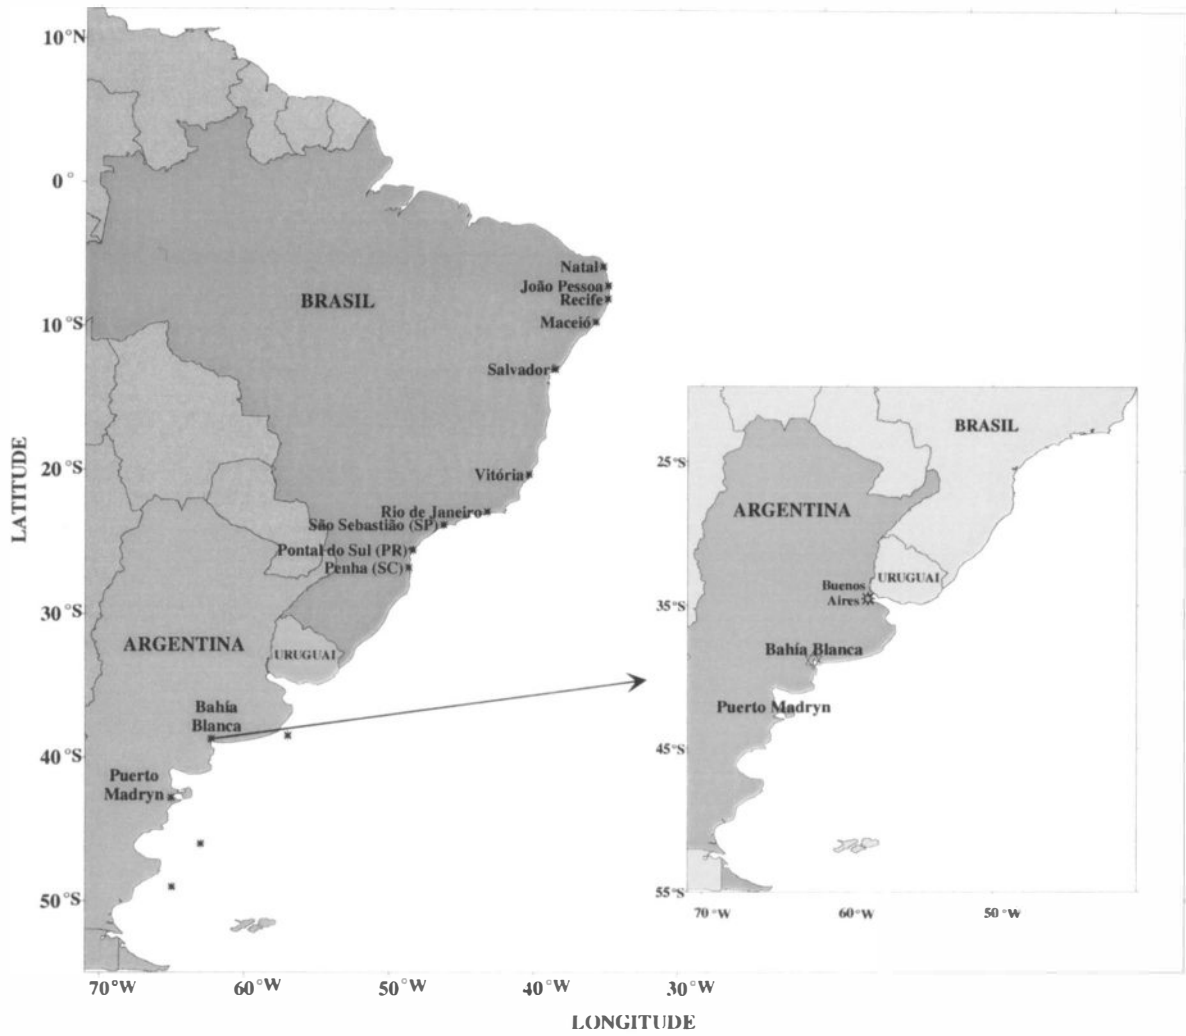 10°N
0°
10°S
20°S
30°S
40°S
50°S
LATITUDE
BRASIL
Natal
João Pessoa
Recife
Maceió
Salvador
Vitória
Rio de Janeiro
São Sebastião (SP)
Pontal do Sul (PR)
Penha (SC)
ARGENTINA
URUGUAI
Bahía
Blanca
Puerto
Madryn
70°W
60°W
50°W
40°W
30°W
LONGITUDE
25°S
35°S
45°S
55°S
BRASIL
ARGENTINA
URUGUAI
Buenos
Aires
Bahía Blanca
Puerto Madryn
70°W
60°W
50°W